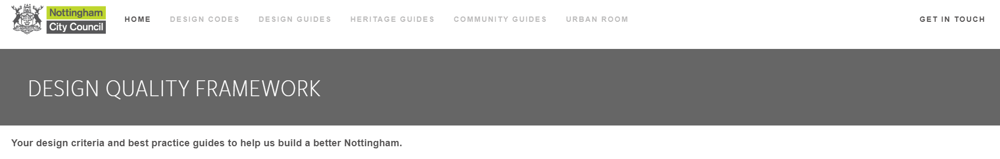 Nottingham
City Council
HOME DESIGN CODES DESIGN GUIDES HERITAGE GUIDES COMMUNITY GUIDES URBAN ROOM GET IN TOUCH
DESIGN QUALITY FRAMEWORK
Your design criteria and best practice guides to help us build a better Nottingham.